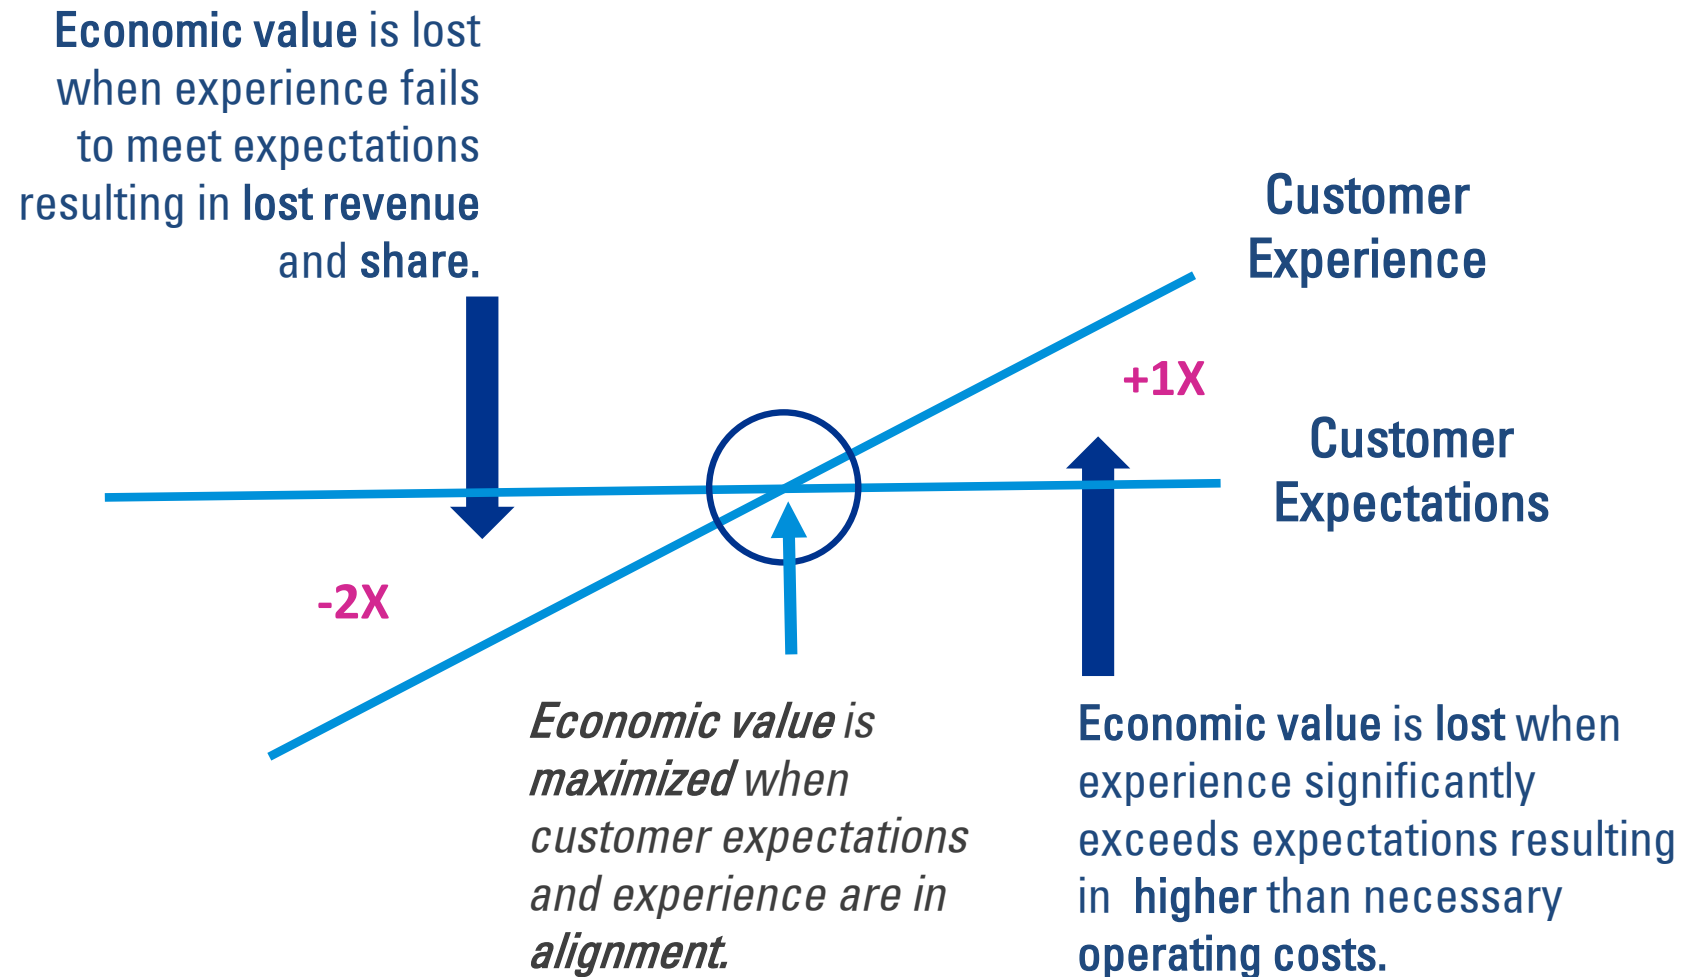 Economic value is lost
when experience fails
to meet expectations
resulting in lost revenue
and share.
Customer
Experience
+1X
Customer
Expectations
-2X
Economic value is
maximized when
customer expectations
and experience are in
alignment.
Economic value is lost when
experience significantly
exceeds expectations resulting
in higher than necessary
operating costs.